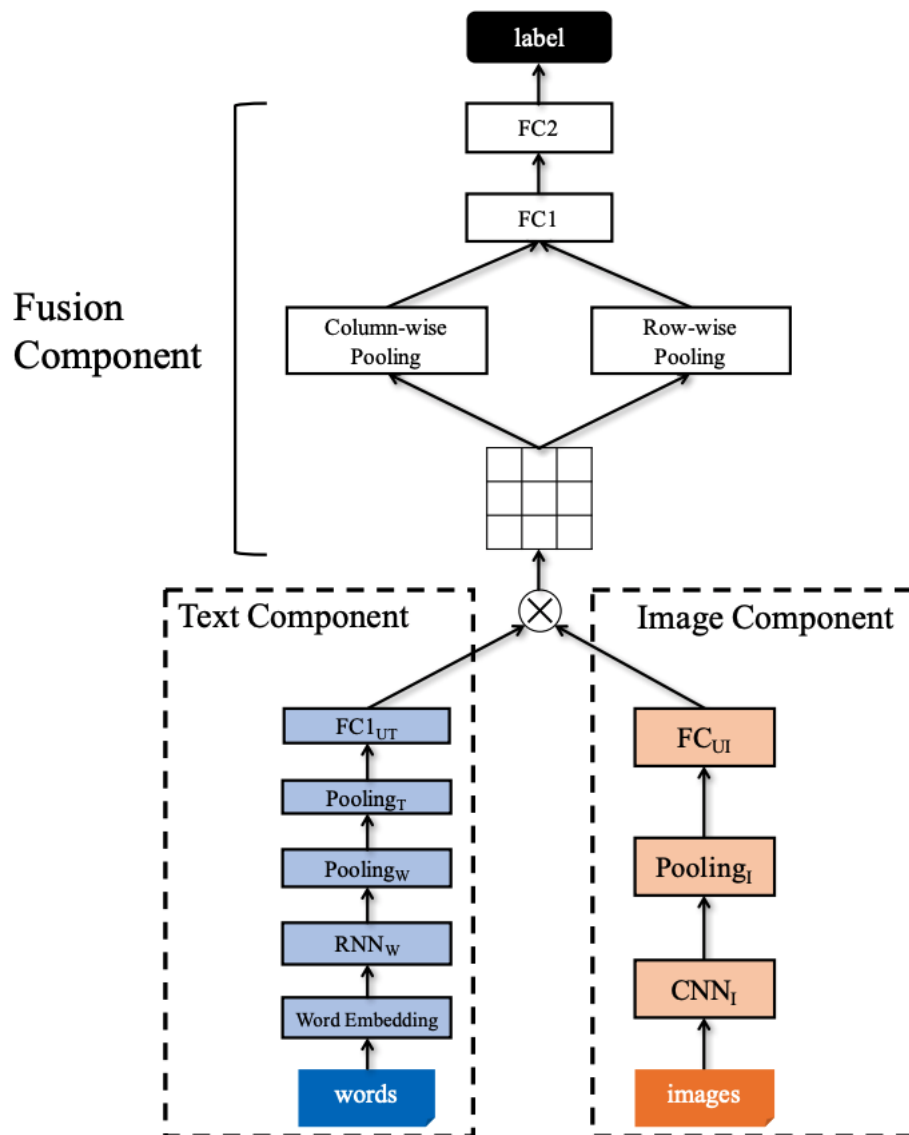 label
FC2
FC1
Fusion
Component
Column-wise
Pooling
Row-wise
Pooling
Text Component
Image Component
FC1UT
PoolingT
PoolingW
RNNW
Word Embedding
words
FCUI
PoolingI
CNNI
images